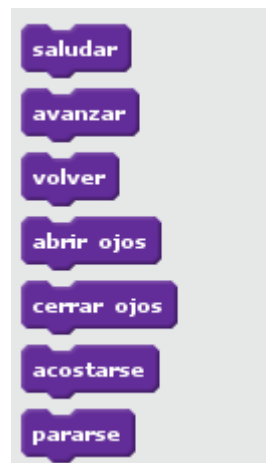 saludar
avanzar
volver
abrir ojos
cerrar ojos
acostarse
pararse